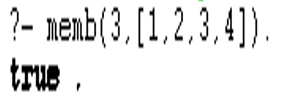 ?- memb(3,[1,2,3,4]).
true .